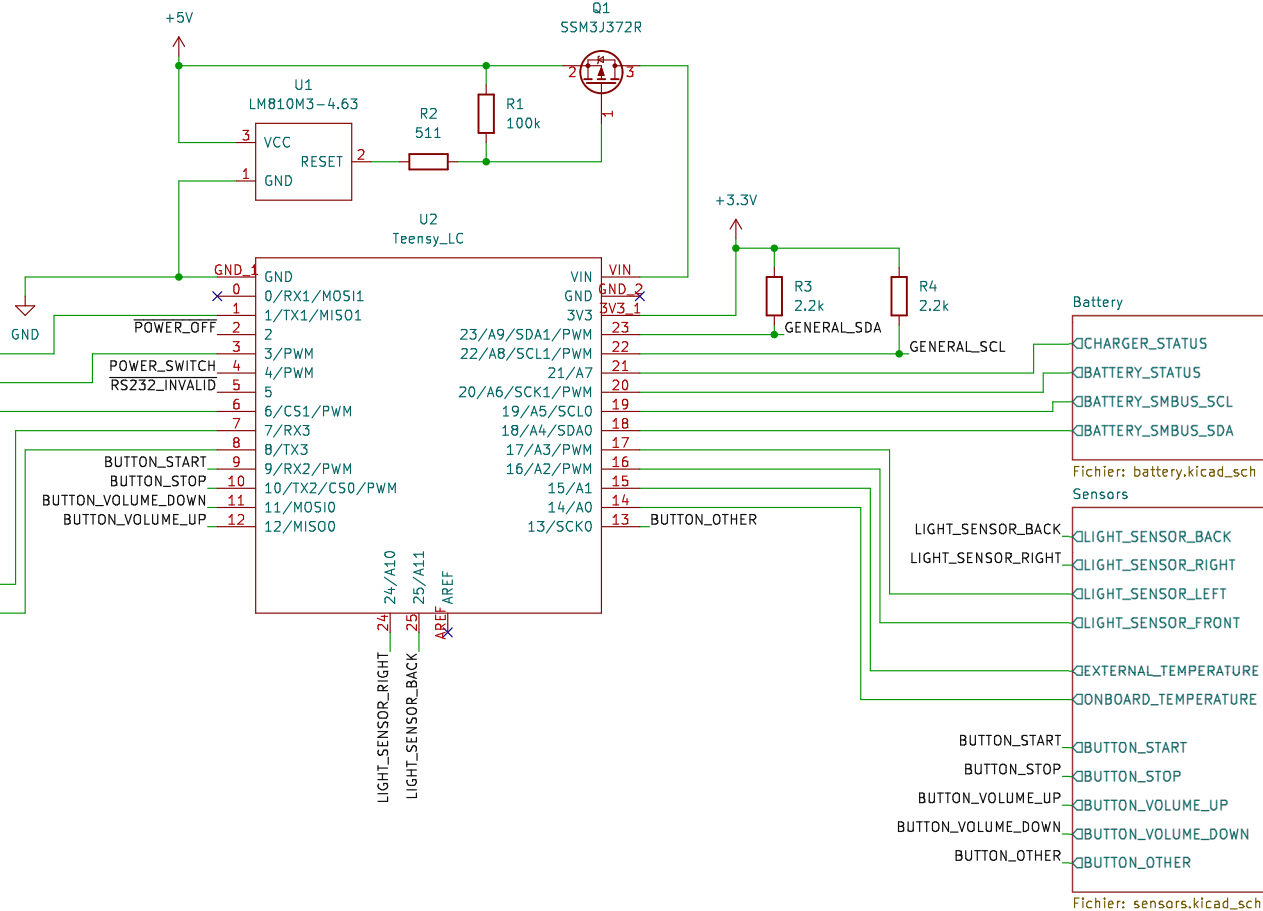 +5V
Q1
SSM3J372R
2
3
1
U1
LM810M3-4.63
R2
511
R1
100k
3
VCC
RESET
2
1
GND
+3.3V
U2
Teensy_LC
GND_1
GND
VIN
VIN
0
0/RX1/MOSI1
GND
GND_2
1
1/TX1/MISO1
3V3
3V3_1
POWER_OFF
2
2
23/A9/SDA1/PWM
23
GENERAL_SDA
3
3/PWM
22/A8/SCL1/PWM
22
GENERAL_SCL
POWER_SWITCH
4
4/PWM
21/A7
21
RS232_INVALID
5
5
20/A6/SCK1/PWM
20
6
6/CS1/PWM
19/A5/SCL0
19
7
7/RX3
18/A4/SDA0
18
8
8/TX3
17/A3/PWM
17
BUTTON_START
9
9/RX2/PWM
16/A2/PWM
16
BUTTON_STOP
10
10/TX2/CS0/PWM
15/A1
15
BUTTON_VOLUME_DOWN
11
11/MOSI0
14/A0
14
BUTTON_VOLUME_UP
12
12/MISO0
13/SCK0
13
BUTTON_OTHER
24/A10
25/A11
AREF
24
25
AREF
LIGHT_SENSOR_RIGHT
LIGHT_SENSOR_BACK
GND
R3
2.2k
R4
2.2k
Battery
CHARGER_STATUS
BATTERY_STATUS
BATTERY_SMBUS_SCL
BATTERY_SMBUS_SDA
Fichier: battery.kicad_sch
Sensors
LIGHT_SENSOR_BACK
LIGHT_SENSOR_BACK
LIGHT_SENSOR_RIGHT
LIGHT_SENSOR_RIGHT
LIGHT_SENSOR_LEFT
LIGHT_SENSOR_FRONT
EXTERNAL_TEMPERATURE
ONBOARD_TEMPERATURE
BUTTON_START
BUTTON_START
BUTTON_STOP
BUTTON_STOP
BUTTON_VOLUME_UP
BUTTON_VOLUME_UP
BUTTON_VOLUME_DOWN
BUTTON_VOLUME_DOWN
BUTTON_OTHER
BUTTON_OTHER
Fichier: sensors.kicad_sch